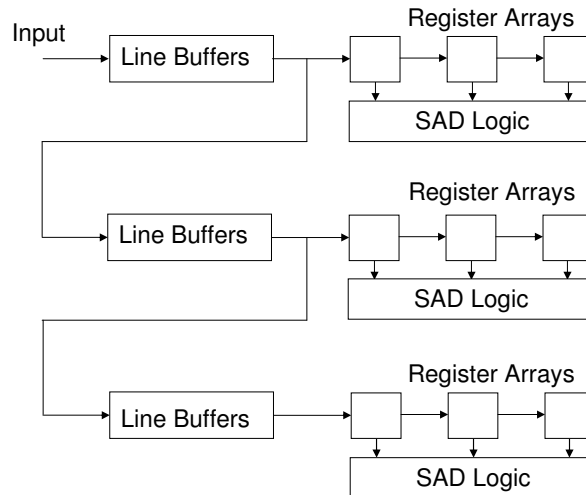 Register Arrays
Input
Line Buffers
SAD Logic
Register Arrays
Line Buffers
SAD Logic
Register Arrays
Line Buffers
SAD Logic